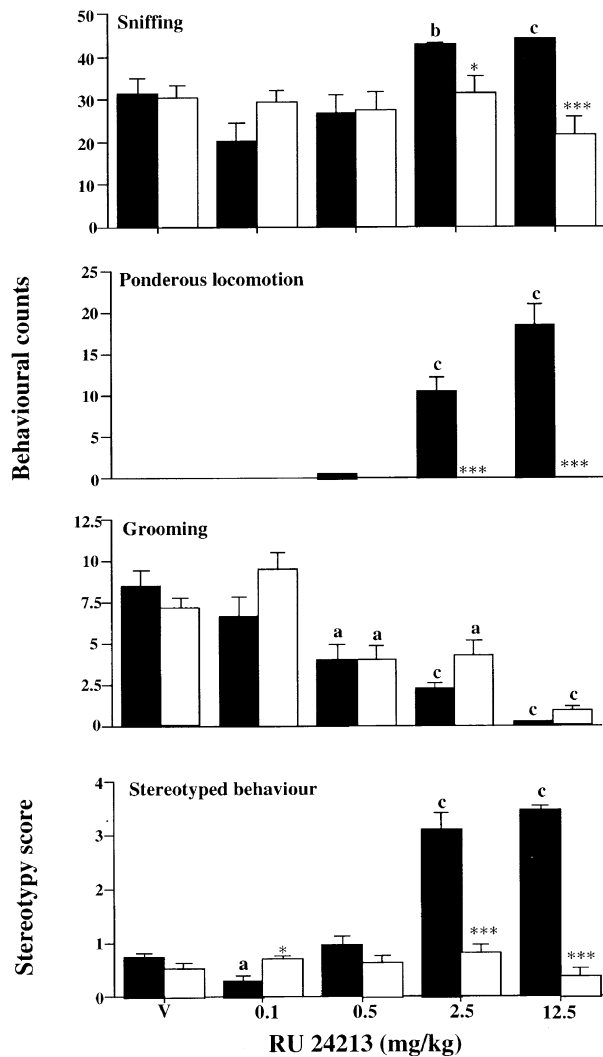 50
Sniffing
b
c
40
*
30
***
20
10
0
Behavioural counts
25
Ponderous locomotion
c
20
15
c
10
5
***
***
0
12.5
Grooming
10
7.5
a
a
a
5
c
2.5
c
c
0
Stereotypy score
4
Stereotyped behaviour
c
c
3
2
***
1
a
*
***
0
V
0.1
0.5
2.5
12.5
RU 24213 (mg/kg)